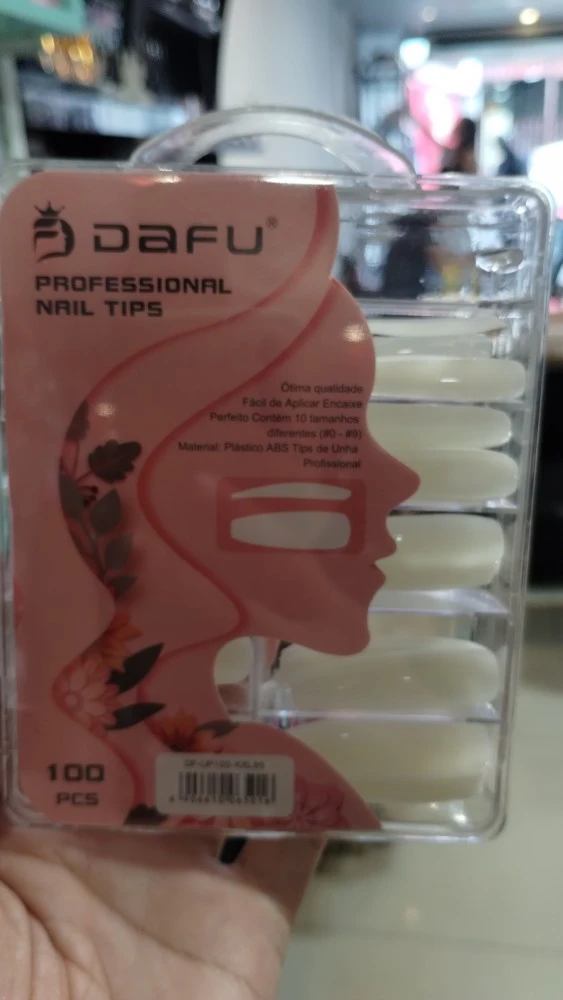 DAFU®
PROFESSIONAL
NAIL TIPS
Ótima qualidade
Fácil de Aplicar Encaixe
Perfeito Contém 10 tamanhos
diferentes (#0 - #9)
Material: Plástico ABS Tips de Unha
Profissional
100
PCS